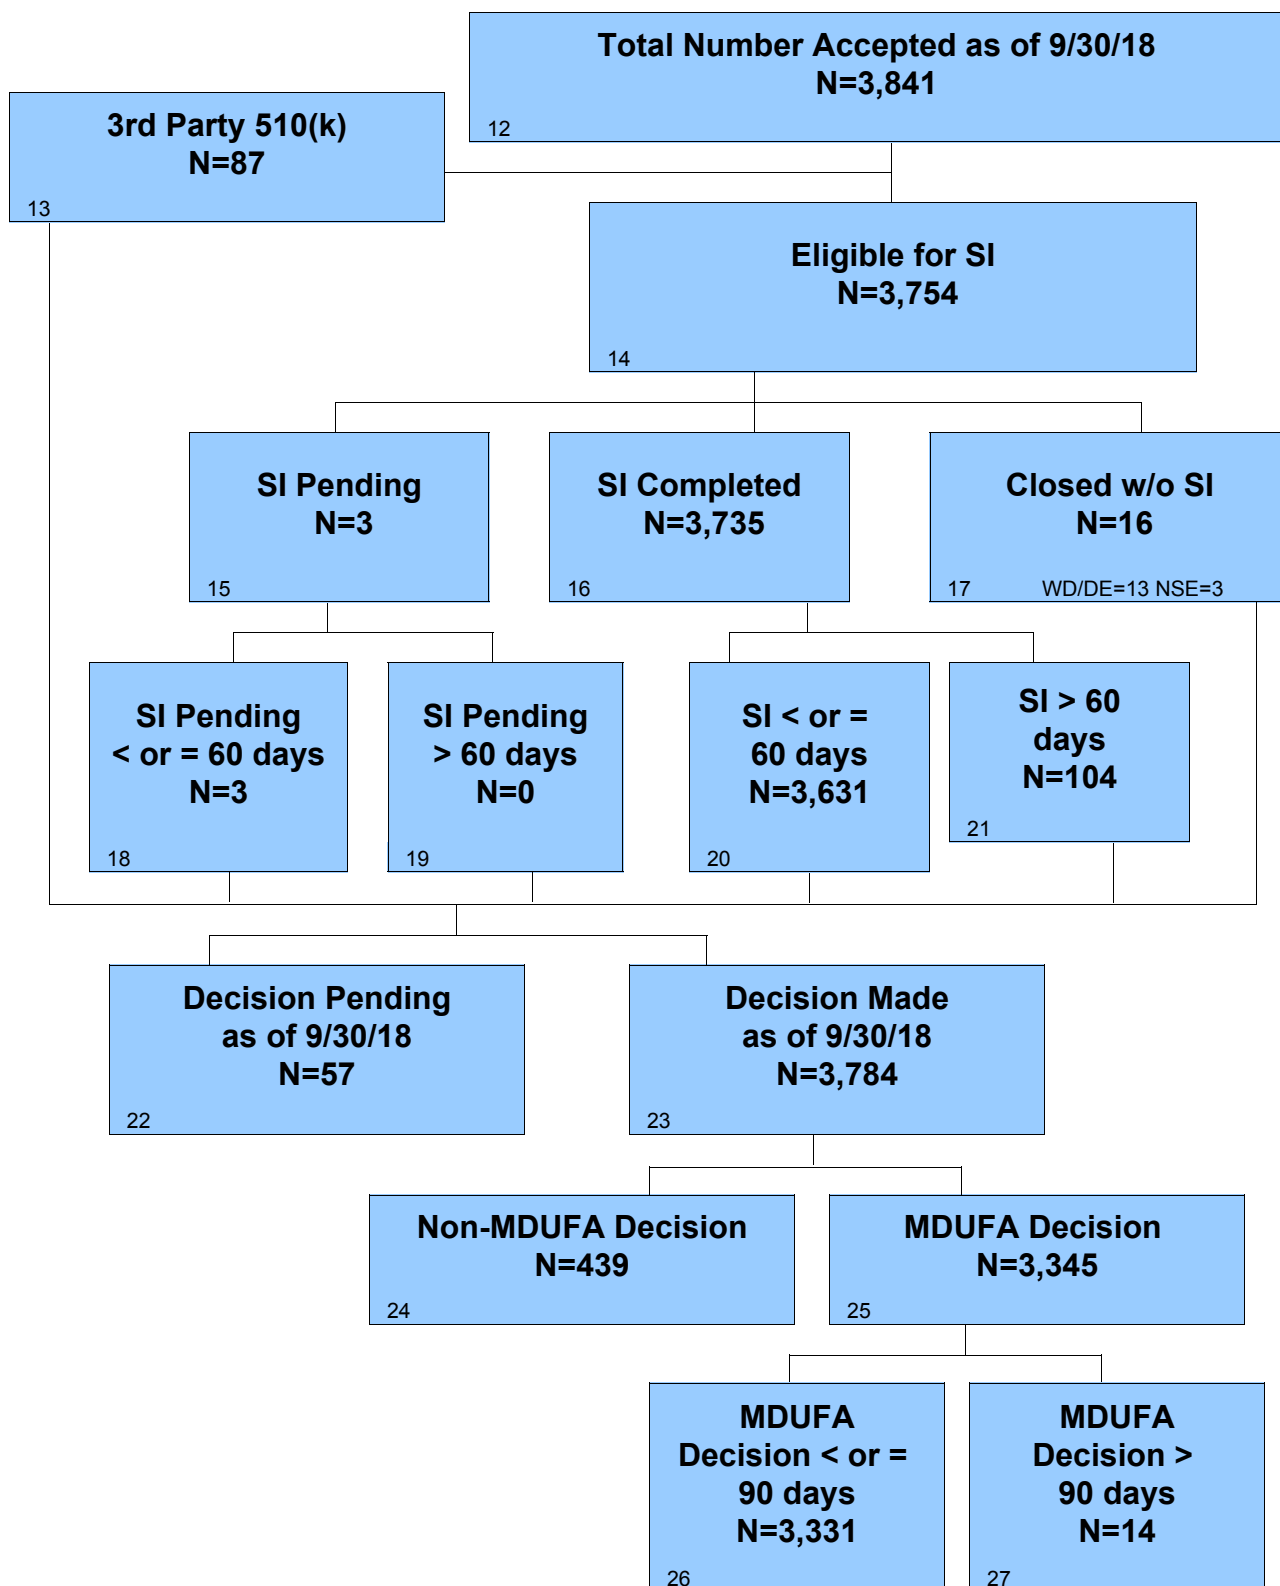 Total Number Accepted as of 9/30/18
N=3,841
12
3rd Party 510(k)
N=87
13
Eligible for SI
N=3,754
14
SI Pending
N=3
15
SI Completed
N=3,735
16
Closed w/o SI
N=16
17 WD/DE=13 NSE=3
SI Pending
< or = 60 days
N=3
18
SI Pending
> 60 days
N=0
19
SI < or =
60 days
N=3,631
20
SI > 60
days
N=104
21
Decision Pending
as of 9/30/18
N=57
22
Decision Made
as of 9/30/18
N=3,784
23
Non-MDUFA Decision
N=439
24
MDUFA Decision
N=3,345
25
MDUFA
Decision < or =
90 days
N=3,331
26
MDUFA
Decision >
90 days
N=14
27